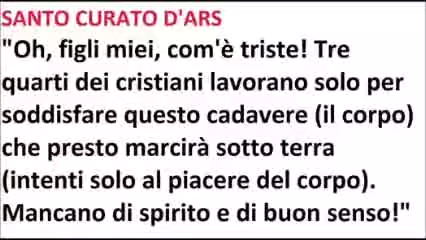 SANTO CURATO D'ARS
"Oh, figli miei, com'è triste! Tre
quarti dei cristiani lavorano solo per
soddisfare questo cadavere (il corpo)
che presto marcirà sotto terra
(intenti solo al piacere del corpo).
Mancano di spirito e di buon senso!"